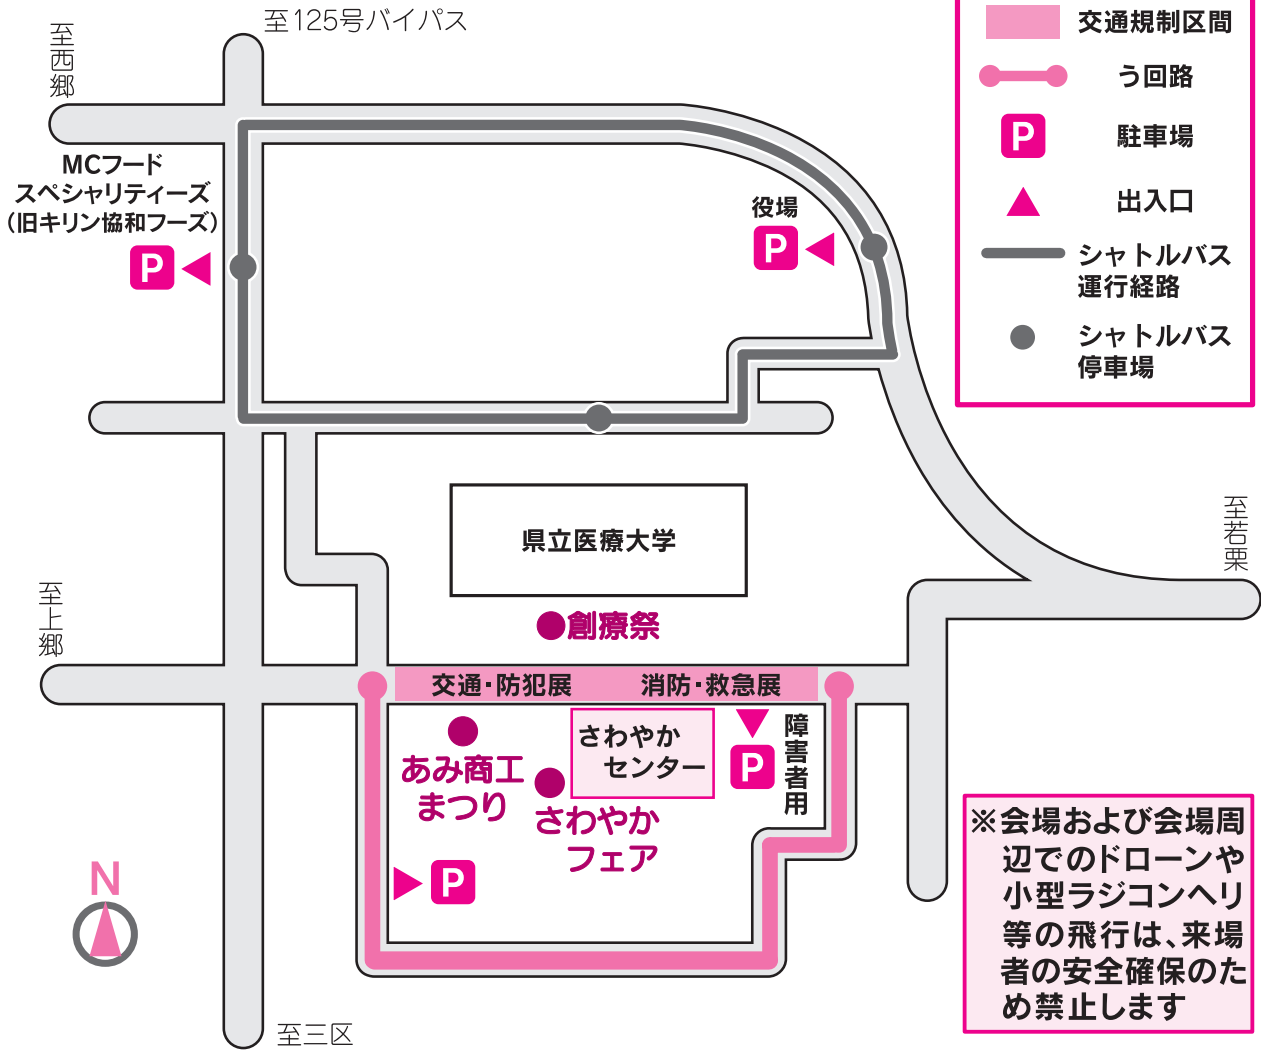 至125号バイパス
至西郷
MCフード
スペシャリティーズ
(旧キリン協和フーズ)
P
役場
P
交通規制区間
う回路
P
駐車場
出入口
シャトルバス
運行経路
シャトルバス
停車場
県立医療大学
創療祭
至若栗
至上郷
交通・防犯展
消防・救急展
あみ商工
まつり
さわやか
フェア
さわやか
センター
P
障害者用
P
N
至三区
※会場および会場周
辺でのドローンや
小型ラジコンヘリ
等の飛行は、来場
者の安全確保のた
め禁止します